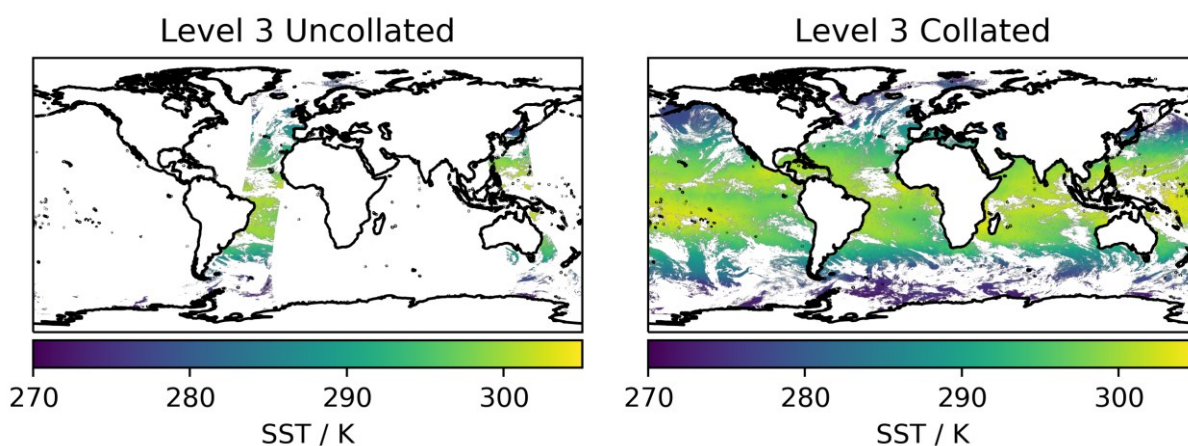 Level 3 Uncollated
Level 3 Collated
270 280 290 300
270 280 290 300
SST / K
SST / K